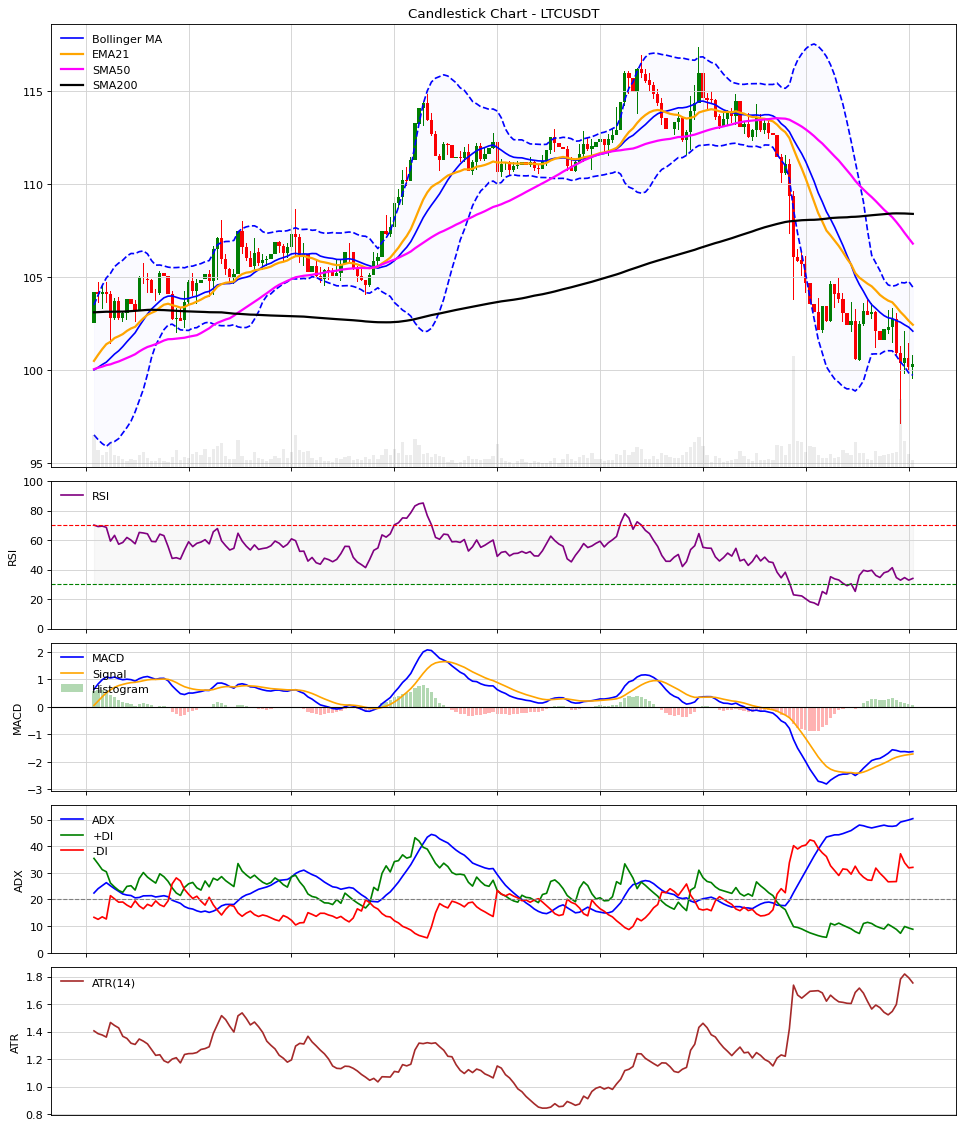 Candlestick Chart - LTCUSDT
Bollinger MA
EMA21
SMA50
SMA200
115
110
105
100
95
RSI
100
80
60
40
20
0
RSI
MACD
Signal
Histogram
2
1
0
−1
−2
−3
MACD
ADX
+DI
-DI
50
40
30
20
10
0
ADX
ATR(14)
1.8
1.6
1.4
1.2
1.0
0.8
ATR